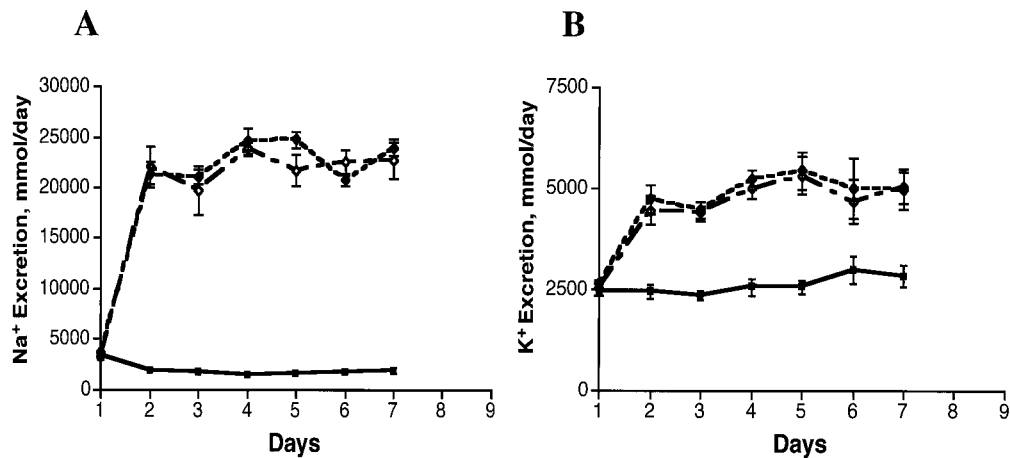 A
Na+ Excretion, mmol/day
30000
25000
20000
15000
10000
5000
0
1 2 3 4 5 6 7 8 9
Days
B
K+ Excretion, mmol/day
7500
5000
2500
0
1 2 3 4 5 6 7 8 9
Days